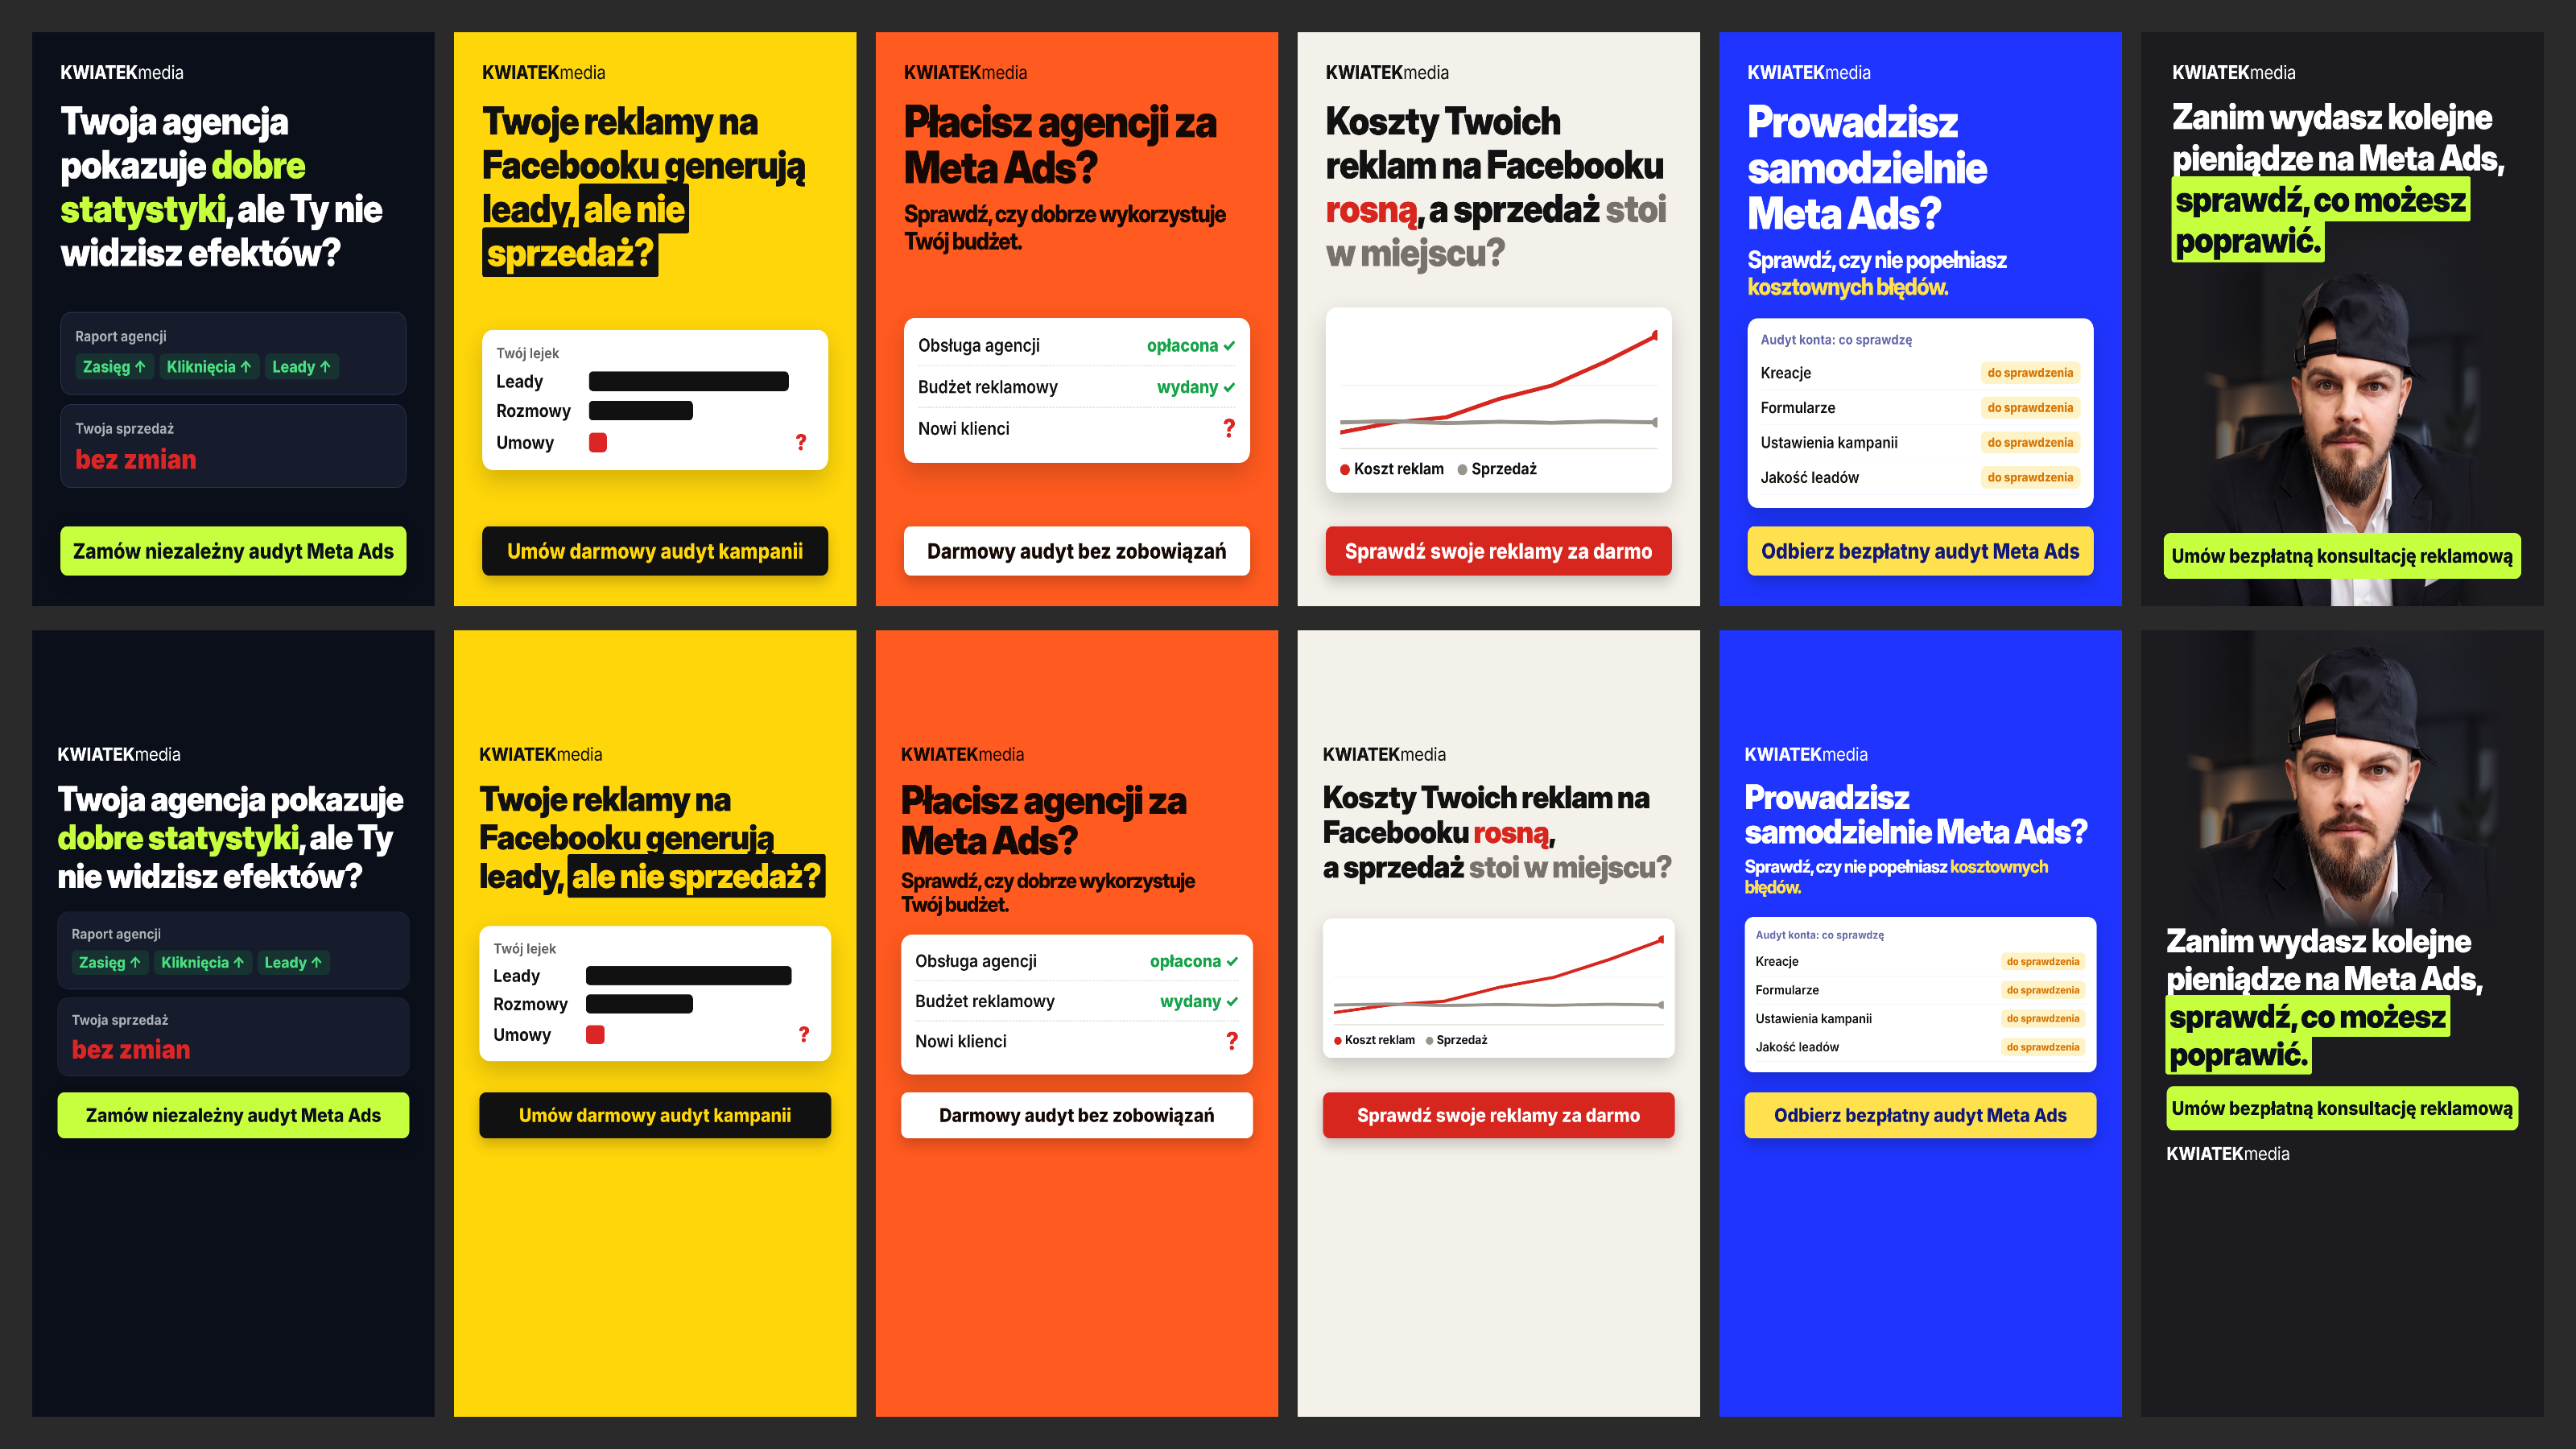 KWIATEKmedia
Twoja agencja
pokazuje dobre
statystyki, ale Ty nie
widzisz efektów?
Raport agencji
Zasięg ↑ Kliknięcia ↑ Leady ↑
Twoja sprzedaż
bez zmian
Zamów niezależny audyt Meta Ads
KWIATEKmedia
Twoje reklamy na
Facebooku generują
leady, ale nie
sprzedaż?
Twój lejek
Leady
Rozmowy
Umowy ?
Umów darmowy audyt kampanii
KWIATEKmedia
Płacisz agencji za
Meta Ads?
Sprawdź, czy dobrze wykorzystuje
Twój budżet.
Obsługa agencji opłacona ✓
Budżet reklamowy wydany ✓
Nowi klienci ?
Darmowy audyt bez zobowiązań
KWIATEKmedia
Koszty Twoich
reklam na Facebooku
rosną, a sprzedaż stoi
w miejscu?
Koszt reklam Sprzedaż
Sprawdź swoje reklamy za darmo
KWIATEKmedia
Prowadzisz
samodzielnie
Meta Ads?
Sprawdź, czy nie popełniasz
kosztownych błędów.
Audyt konta: co sprawdzę
Kreacje do sprawdzenia
Formularze do sprawdzenia
Ustawienia kampanii do sprawdzenia
Jakość leadów do sprawdzenia
Odbierz bezpłatny audyt Meta Ads
KWIATEKmedia
Zanim wydasz kolejne
pieniądze na Meta Ads,
sprawdź, co możesz
poprawić.
Umów bezpłatną konsultację reklamową
KWIATEKmedia
Twoja agencja pokazuje
dobre statystyki, ale Ty
nie widzisz efektów?
Raport agencji
Zasięg ↑ Kliknięcia ↑ Leady ↑
Twoja sprzedaż
bez zmian
Zamów niezależny audyt Meta Ads
KWIATEKmedia
Twoje reklamy na
Facebooku generują
leady, ale nie sprzedaż?
Twój lejek
Leady
Rozmowy
Umowy ?
Umów darmowy audyt kampanii
KWIATEKmedia
Płacisz agencji za
Meta Ads?
Sprawdź, czy dobrze wykorzystuje
Twój budżet.
Obsługa agencji opłacona ✓
Budżet reklamowy wydany ✓
Nowi klienci ?
Darmowy audyt bez zobowiązań
KWIATEKmedia
Koszty Twoich reklam na
Facebooku rosną,
a sprzedaż stoi w miejscu?
Koszt reklam Sprzedaż
Sprawdź swoje reklamy za darmo
KWIATEKmedia
Prowadzisz
samodzielnie Meta Ads?
Sprawdź, czy nie popełniasz kosztownych
błędów.
Audyt konta: co sprawdzę
Kreacje do sprawdzenia
Formularze do sprawdzenia
Ustawienia kampanii do sprawdzenia
Jakość leadów do sprawdzenia
Odbierz bezpłatny audyt Meta Ads
Zanim wydasz kolejne
pieniądze na Meta Ads,
sprawdź, co możesz
poprawić.
Umów bezpłatną konsultację reklamową
KWIATEKmedia